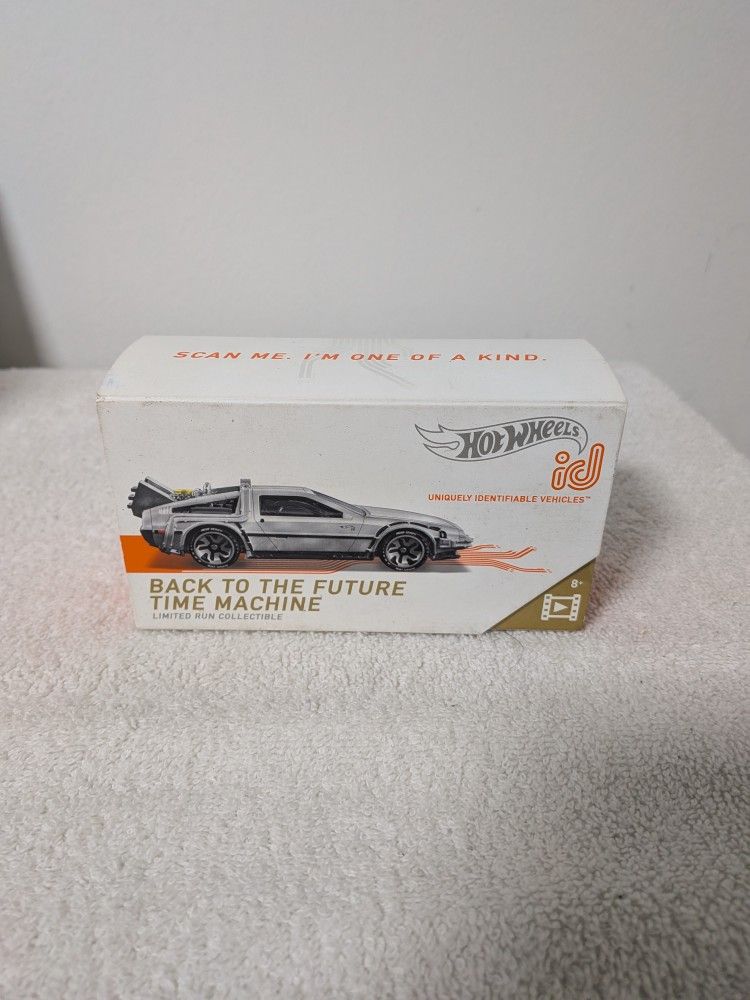 SCAN ME. I'M ONE OF A KIND.
HOT WHEELS
id
UNIQUELY IDENTIFIABLE VEHICLES™
BACK TO THE FUTURE
TIME MACHINE
LIMITED RUN COLLECTIBLE
8+